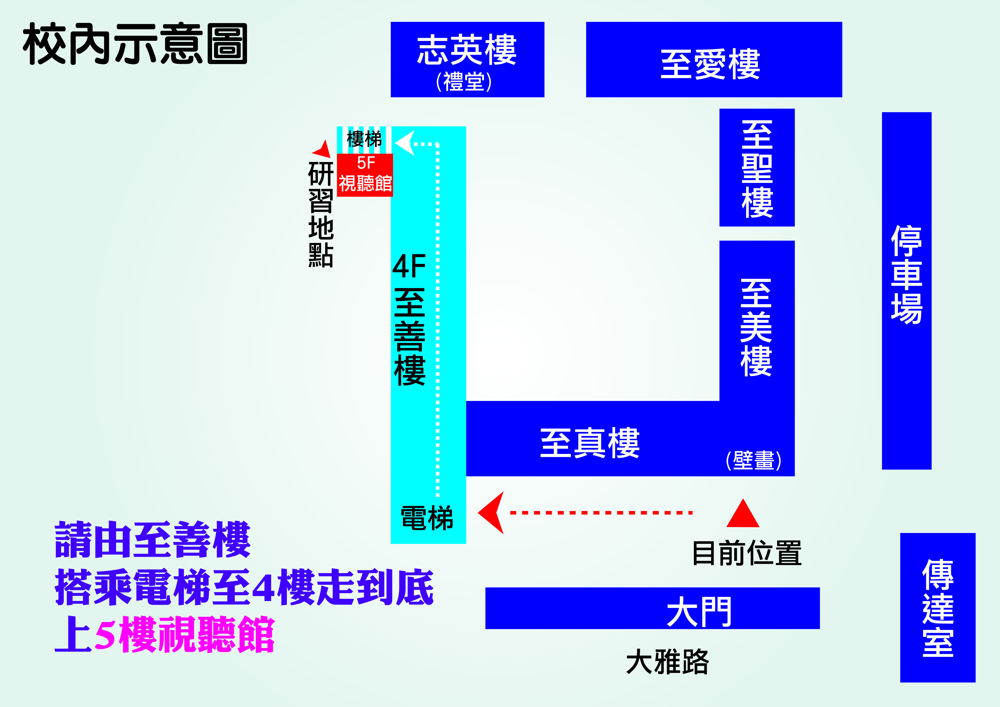 校內示意圖
志英樓
(禮堂)
至愛樓
樓梯
5F
視聽館
研習地點
至聖樓
停車場
4F
至善樓
至美樓
至真樓
(壁畫)
電梯
目前位置
請由至善樓
搭乘電梯至4樓走到底
上5樓視聽館
大門
傳達室
大雅路